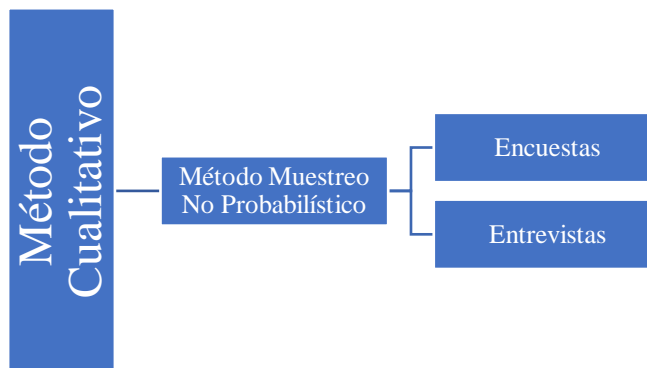 Método
Cualitativo
Método Muestreo
No Probabilístico
Encuestas
Entrevistas